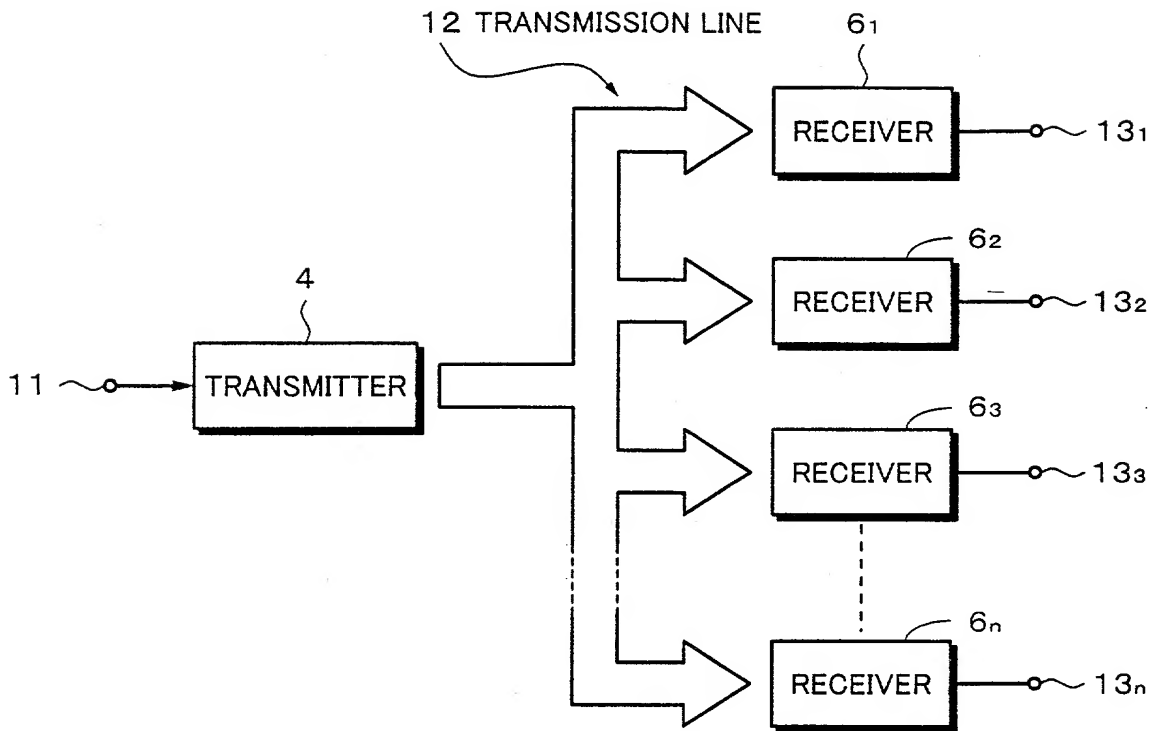 12 TRANSMISSION LINE
6₁
RECEIVER
13₁
6₂
RECEIVER
13₂
4
11
TRANSMITTER
6₃
RECEIVER
13₃
6ₙ
RECEIVER
13ₙ